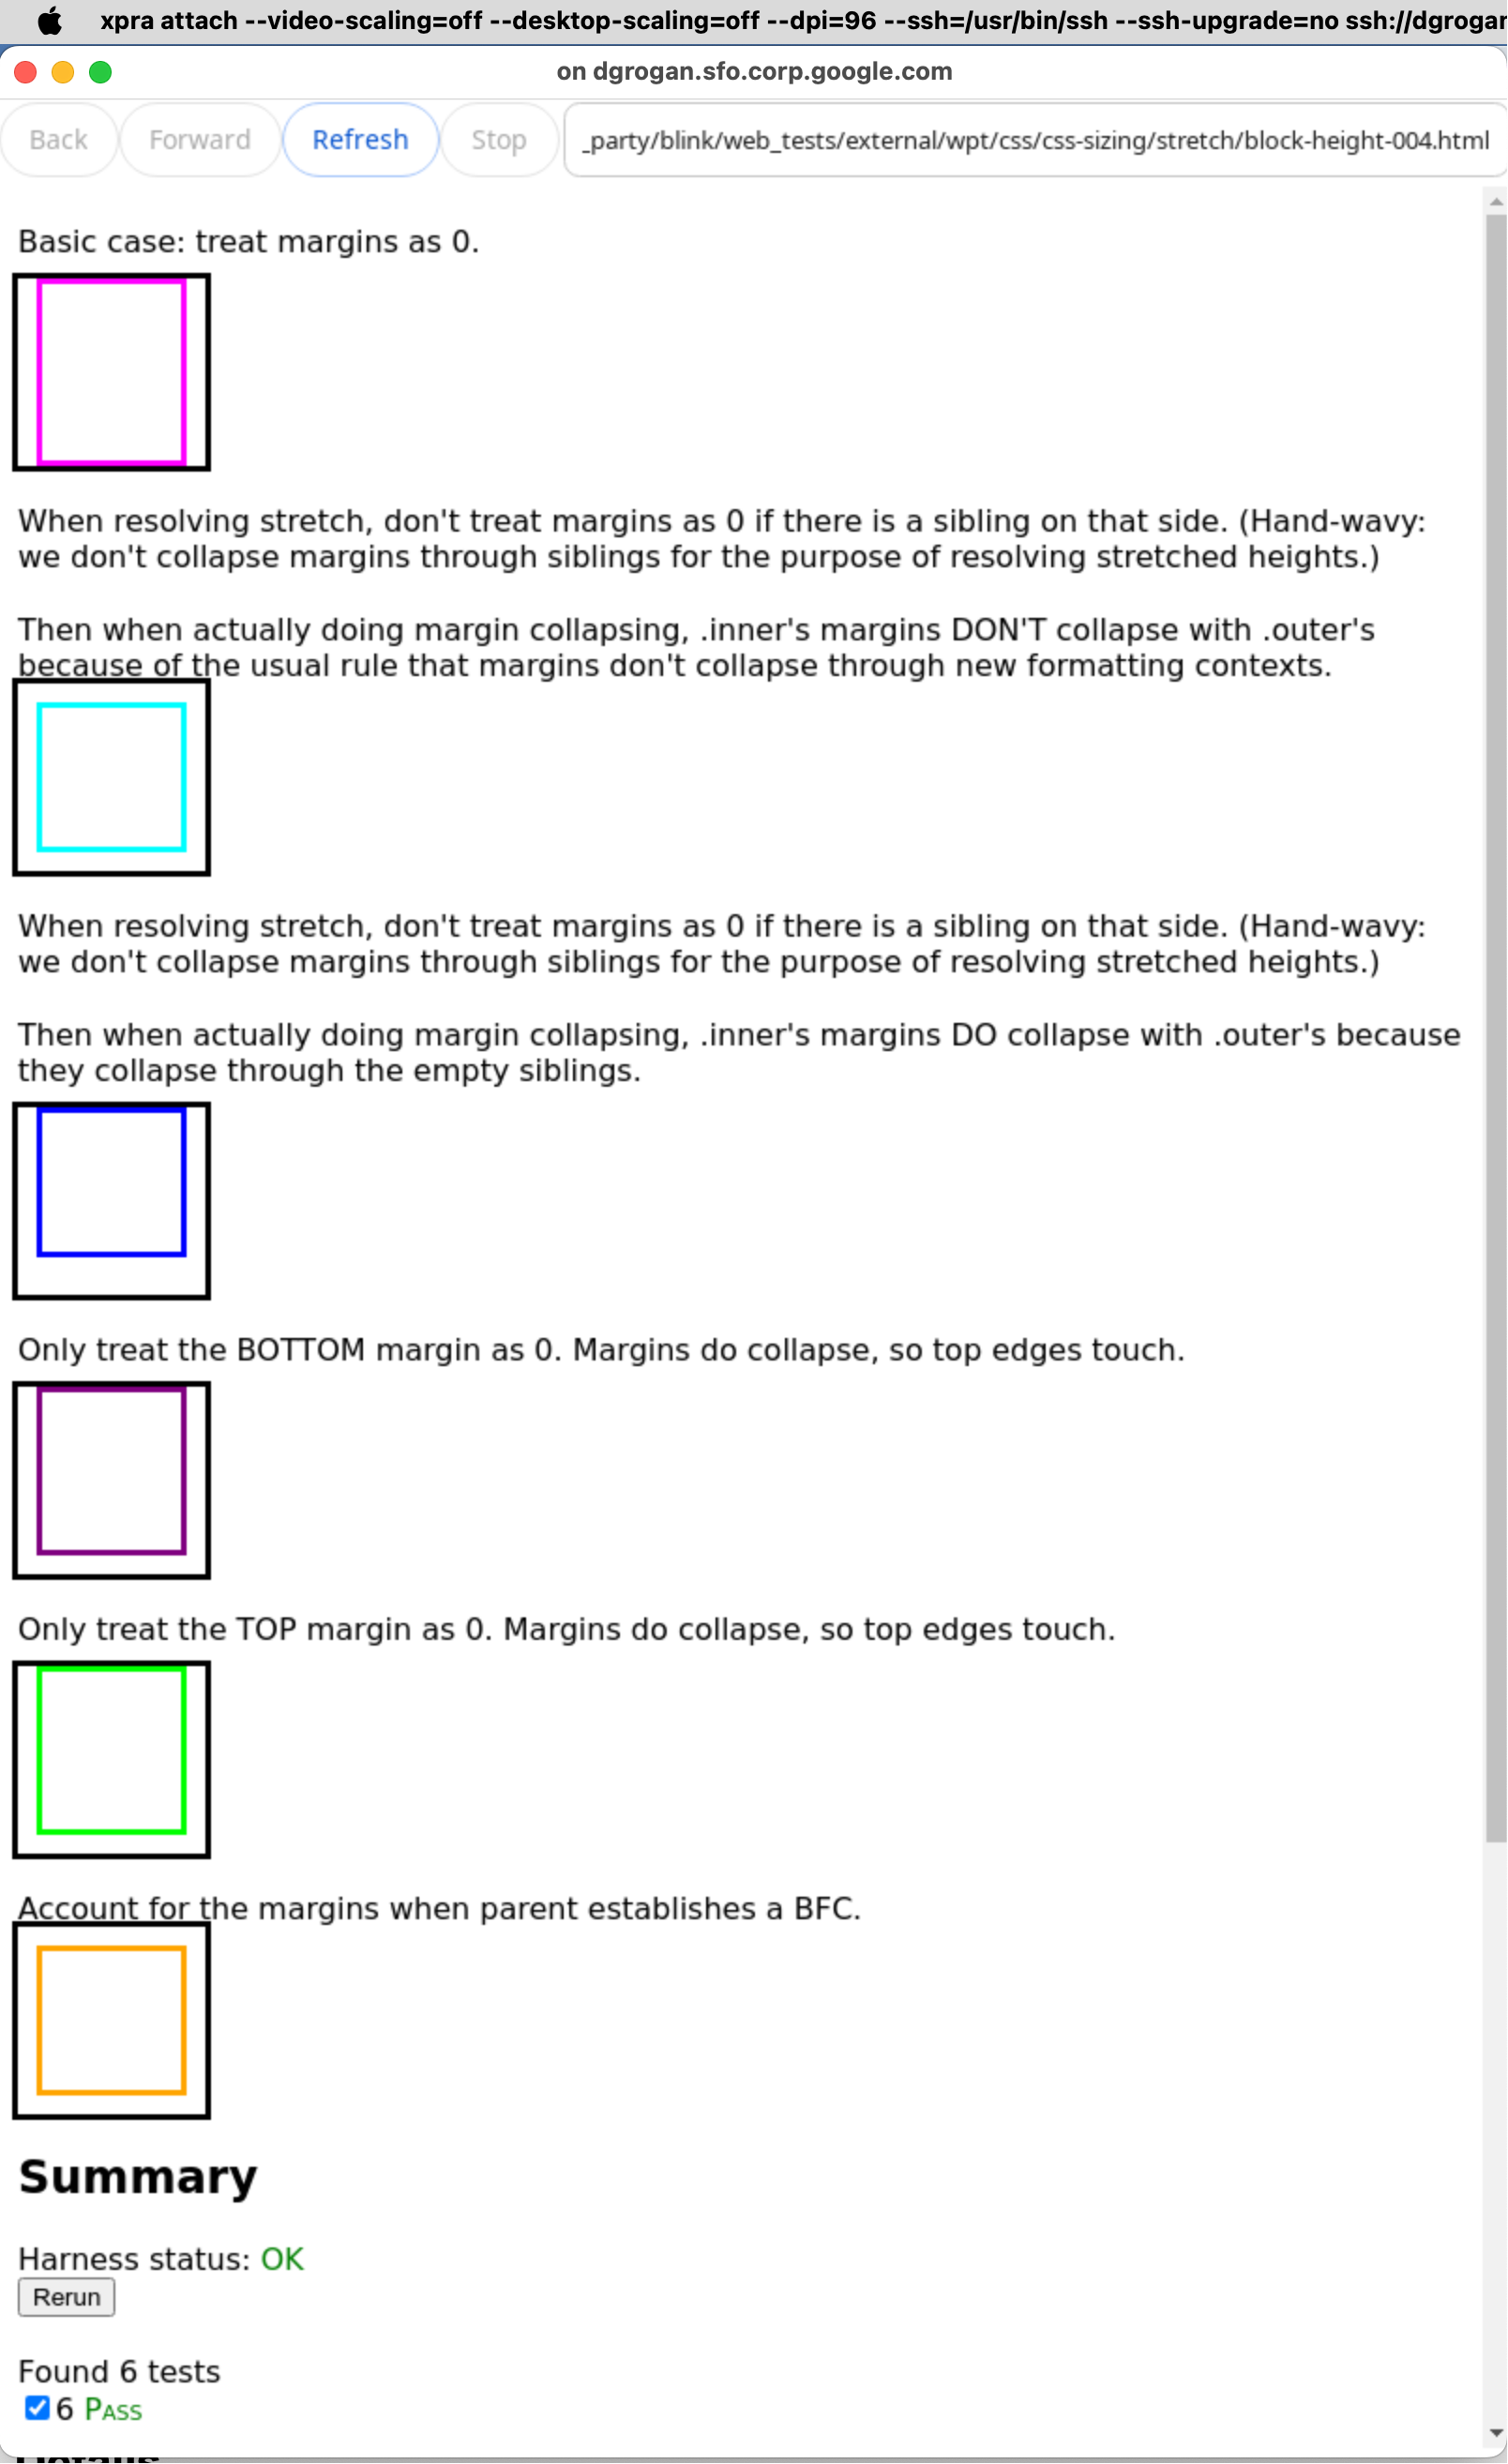 xpra attach --video-scaling=off --desktop-scaling=off --dpi=96 --ssh=/usr/bin/ssh --ssh-upgrade=no ssh://dgrogan
on dgrogan.sfo.corp.google.com
Back Forward Refresh Stop _party/blink/web_tests/external/wpt/css/css-sizing/stretch/block-height-004.html
Basic case: treat margins as 0.
When resolving stretch, don't treat margins as 0 if there is a sibling on that side. (Hand-wavy:
we don't collapse margins through siblings for the purpose of resolving stretched heights.)
Then when actually doing margin collapsing, .inner's margins DON'T collapse with .outer's
because of the usual rule that margins don't collapse through new formatting contexts.
When resolving stretch, don't treat margins as 0 if there is a sibling on that side. (Hand-wavy:
we don't collapse margins through siblings for the purpose of resolving stretched heights.)
Then when actually doing margin collapsing, .inner's margins DO collapse with .outer's because
they collapse through the empty siblings.
Only treat the BOTTOM margin as 0. Margins do collapse, so top edges touch.
Only treat the TOP margin as 0. Margins do collapse, so top edges touch.
Account for the margins when parent establishes a BFC.
Summary
Harness status: OK
Rerun
Found 6 tests
6 Pass